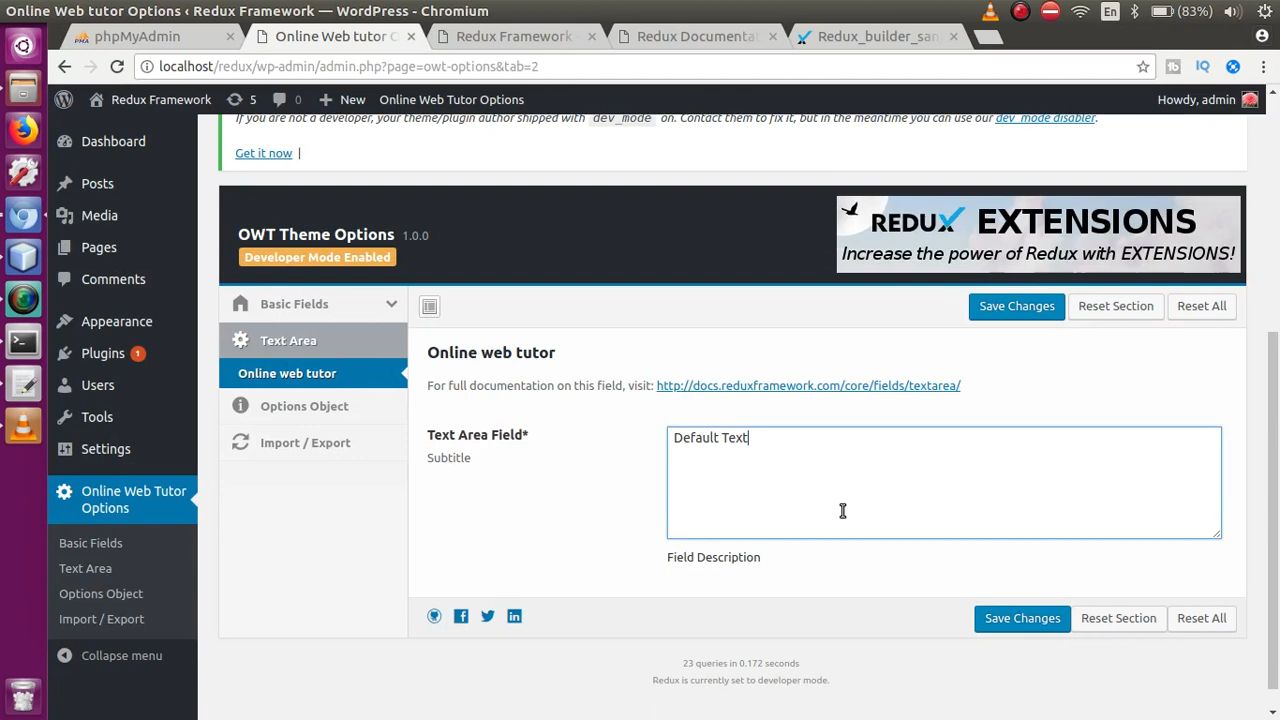 Online Web tutor Options ‹ Redux Framework — WordPress - Chromium
En
(83%)
phpMyAdmin
Online Web tutor O
Redux Framework -
Redux Documenta
Redux_builder_san
localhost/redux/wp-admin/admin.php?page=owt-options&tab=2
IQ
Redux Framework
5
0
New
Online Web Tutor Options
Howdy, admin
If you are not a developer, your theme/plugin author shipped with dev_mode on. Contact them to fix it, but in the meantime you can use our dev_mode disabler.
Get it now |
Dashboard
Posts
Media
Pages
Comments
Appearance
Plugins 1
Users
Tools
Settings
Online Web Tutor
Options
Basic Fields
Text Area
Options Object
Import / Export
Collapse menu
OWT Theme Options 1.0.0
Developer Mode Enabled
REDUX EXTENSIONS
Increase the power of Redux with EXTENSIONS!
Basic Fields
Text Area
Online web tutor
Options Object
Import / Export
Save Changes
Reset Section
Reset All
Online web tutor
For full documentation on this field, visit: http://docs.reduxframework.com/core/fields/textarea/
Text Area Field*
Subtitle
Default Text
Field Description
Save Changes
Reset Section
Reset All
23 queries in 0.172 seconds
Redux is currently set to developer mode.